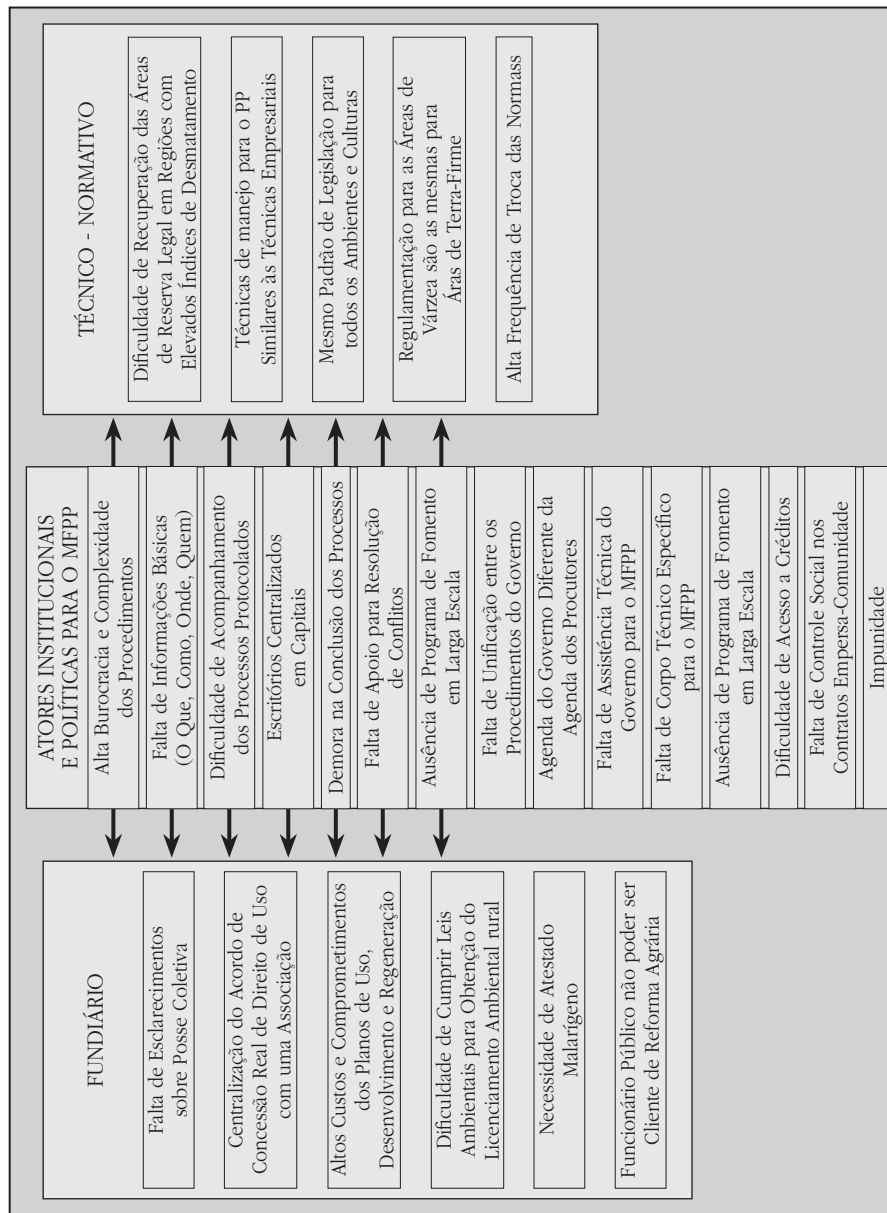 FUNDIÁRIO
Falta de Esclarecimentos
sobre Posse Coletiva
Centralização do Acordo de
Concessão Real de Direito de Uso
com uma Associação
Altos Custos e Comprometimentos
dos Planos de Uso,
Desenvolvimento e Regeneração
Dificuldade de Cumprir Leis
Ambientais para Obtenção do
Licenciamento Ambiental rural
Necessidade de Atestado
Malarígeno
Funcionário Público não poder ser
Cliente de Reforma Agrária
ATORES INSTITUCIONAIS
E POLÍTICAS PARA O MFPP
Alta Burocracia e Complexidade
dos Procedimentos
Falta de Informações Básicas
(O Que, Como, Onde, Quem)
Dificuldade de Acompanhamento
dos Processos Protocolados
Escritórios Centralizados
em Capitais
Demora na Conclusão dos Processos
Falta de Apoio para Resolução
de Conflitos
Ausência de Programa de Fomento
em Larga Escala
Falta de Unificação entre os
Procedimentos do Governo
Agenda do Governo Diferente da
Agenda dos Procutores
Falta de Assistência Técnica do
Governo para o MFPP
Falta de Corpo Técnico Específico
para o MFPP
Ausência de Programa de Fomento
em Larga Escala
Dificuldade de Acesso a Créditos
Falta de Controle Social nos
Contratos Empersa-Comunidade
Impunidade
TÉCNICO - NORMATIVO
Dificuldade de Recuperação das Áreas
de Reserva Legal em Regiões com
Elevados Índices de Desmatamento
Técnicas de manejo para o PP
Similares às Técnicas Empresariais
Mesmo Padrão de Legislação para
todos os Ambientes e Culturas
Regulamentação para as Áreas de
Várzea são as mesmas para
Áras de Terra-Firme
Alta Frequência de Troca das Normass